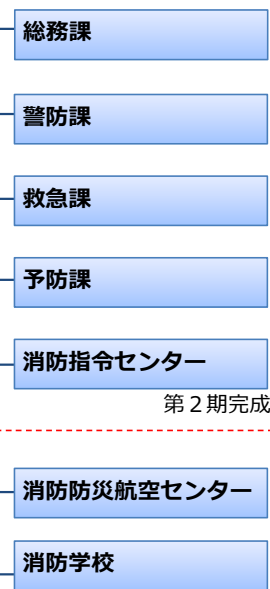 総務課
警防課
救急課
予防課
消防指令センター
第２期完成
消防防災航空センター
消防学校